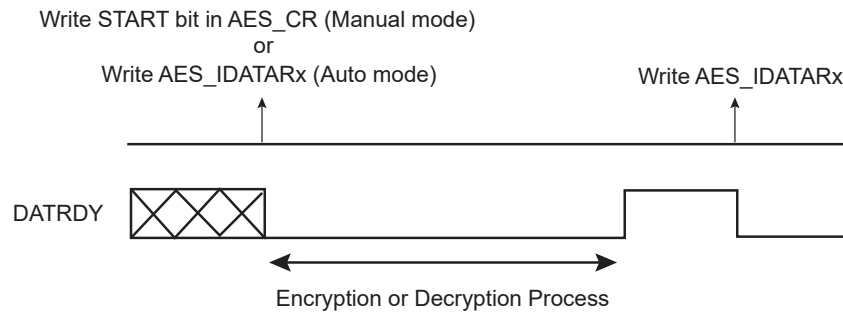 Write START bit in AES_CR (Manual mode)
or
Write AES_IDATARx (Auto mode)
Write AES_IDATARx
DATRDY
Encryption or Decryption Process